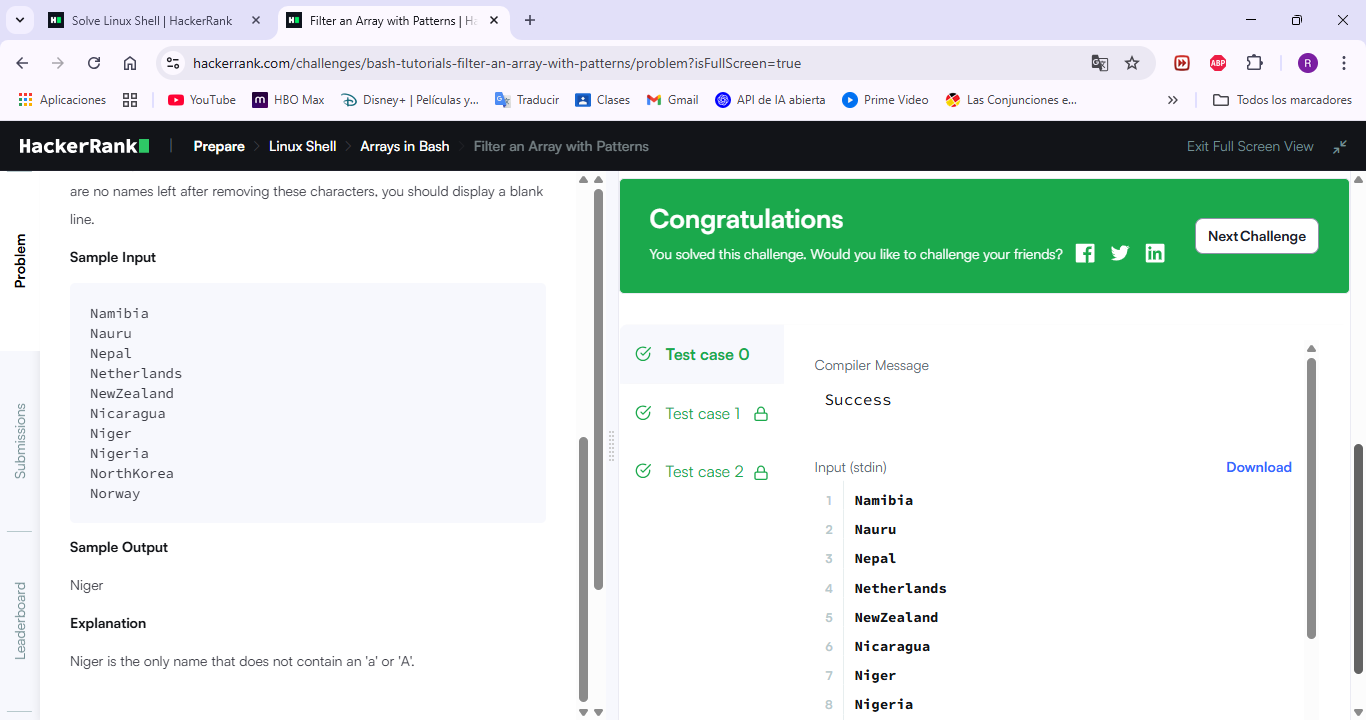 Solve Linux Shell | HackerRank
Filter an Array with Patterns | Ha
hackerrank.com/challenges/bash-tutorials-filter-an-array-with-patterns/problem?isFullScreen=true
ABP
R
Aplicaciones
YouTube
HBO Max
Disney+ | Películas y...
Traducir
Clases
Gmail
API de IA abierta
Prime Video
Las Conjunciones e...
Todos los marcadores
HackerRank
Prepare
Linux Shell
Arrays in Bash
Filter an Array with Patterns
Exit Full Screen View
Problem
Submissions
Leaderboard
are no names left after removing these characters, you should display a blank
line.
Sample Input
Namibia
Nauru
Nepal
Netherlands
NewZealand
Nicaragua
Niger
Nigeria
NorthKorea
Norway
Sample Output
Niger
Explanation
Niger is the only name that does not contain an 'a' or 'A'.
Congratulations
You solved this challenge. Would you like to challenge your friends?
Next Challenge
Test case 0
Test case 1
Test case 2
Compiler Message
Success
Input (stdin)
Download
1 Namibia
2 Nauru
3 Nepal
4 Netherlands
5 NewZealand
6 Nicaragua
7 Niger
8 Nigeria